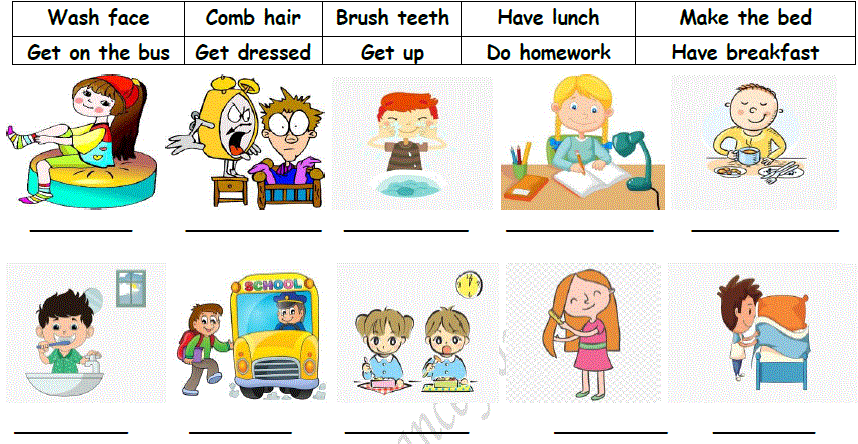 Wash face Comb hair Brush teeth Have lunch Make the bed
Get on the bus Get dressed Get up Do homework Have breakfast
SCHOOL